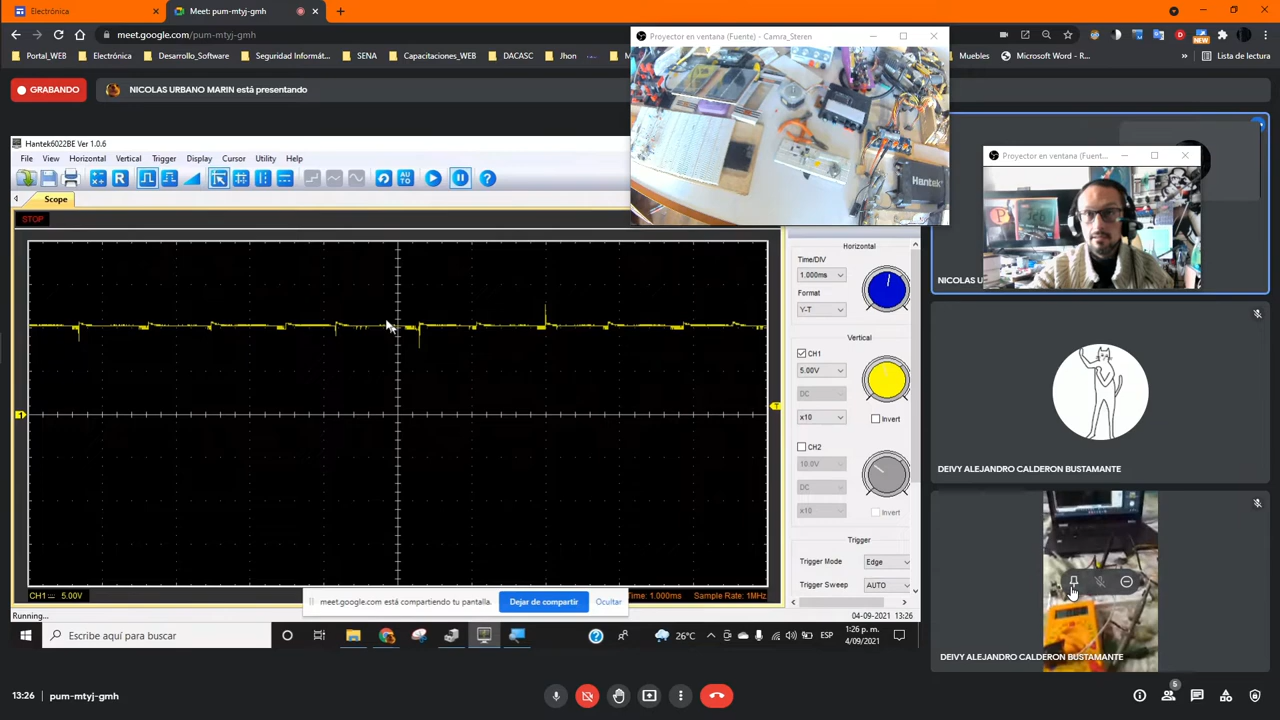 Electrónica
Meet: pum-mtyj-gmh
meet.google.com/pum-mtyj-gmh
Portal_WEB
Electrónica
Desarrollo_Software
Seguridad Informát...
SENA
Capacitaciones_WEB
DACASC
Jhon
Muebles
Microsoft Word - R...
Lista de lectura
NEW
GRABANDO
NICOLAS URBANO MARIN está presentando
Proyector en ventana (Fuente) - Camra_Steren
Hantek
Proyector en ventana (Fuent...
NICOLAS U
Hantek6022BE Ver 1.0.6
File View Horizontal Vertical Trigger Display Cursor Utility Help
R
AUTO
Scope
STOP
Horizontal
Time/DIV
1.000ms
Format
Y-T
Vertical
CH1
5.00V
DC
x10
Invert
CH2
10.0V
DC
x10
Invert
Trigger
Trigger Mode Edge
Trigger Sweep AUTO
1
T
CH1 5.00V
Time: 1.000ms Sample Rate: 1MHz
meet.google.com está compartiendo tu pantalla.
Dejar de compartir
Ocultar
Running...
04-09-2021 13:26
Escribe aquí para buscar
26°C
ESP
1:26 p. m.
4/09/2021
DEIVY ALEJANDRO CALDERON BUSTAMANTE
DEIVY ALEJANDRO CALDERON BUSTAMANTE
13:26 pum-mtyj-gmh
5